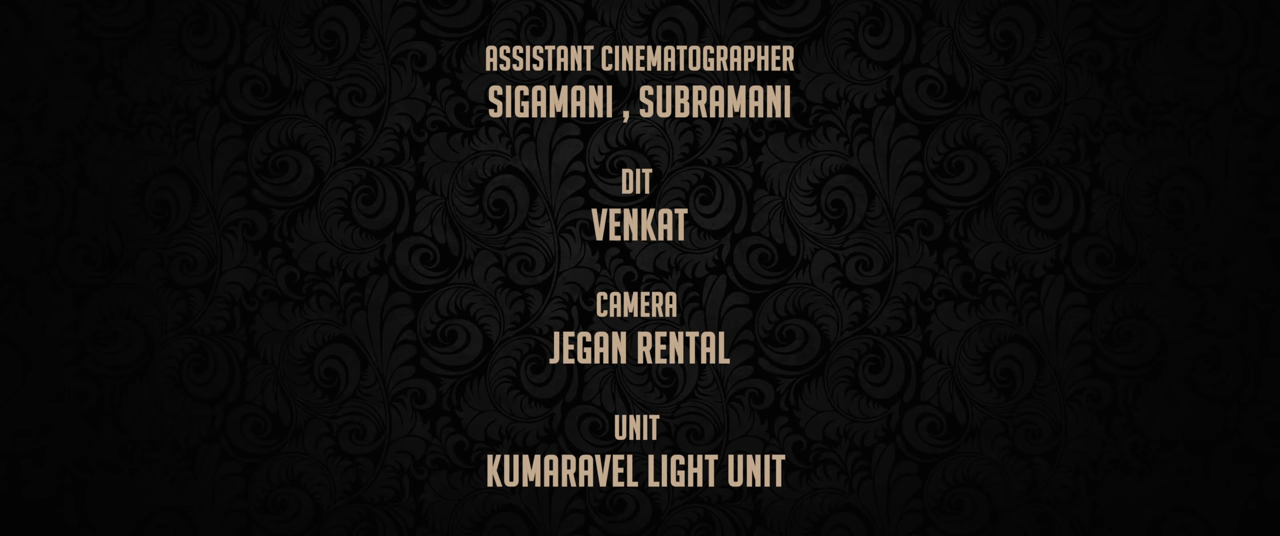 ASSISTANT CINEMATOGRAPHER
SIGAMANI , SUBRAMANI
DIT
VENKAT
CAMERA
JEGAN RENTAL
UNIT
KUMARAVEL LIGHT UNIT